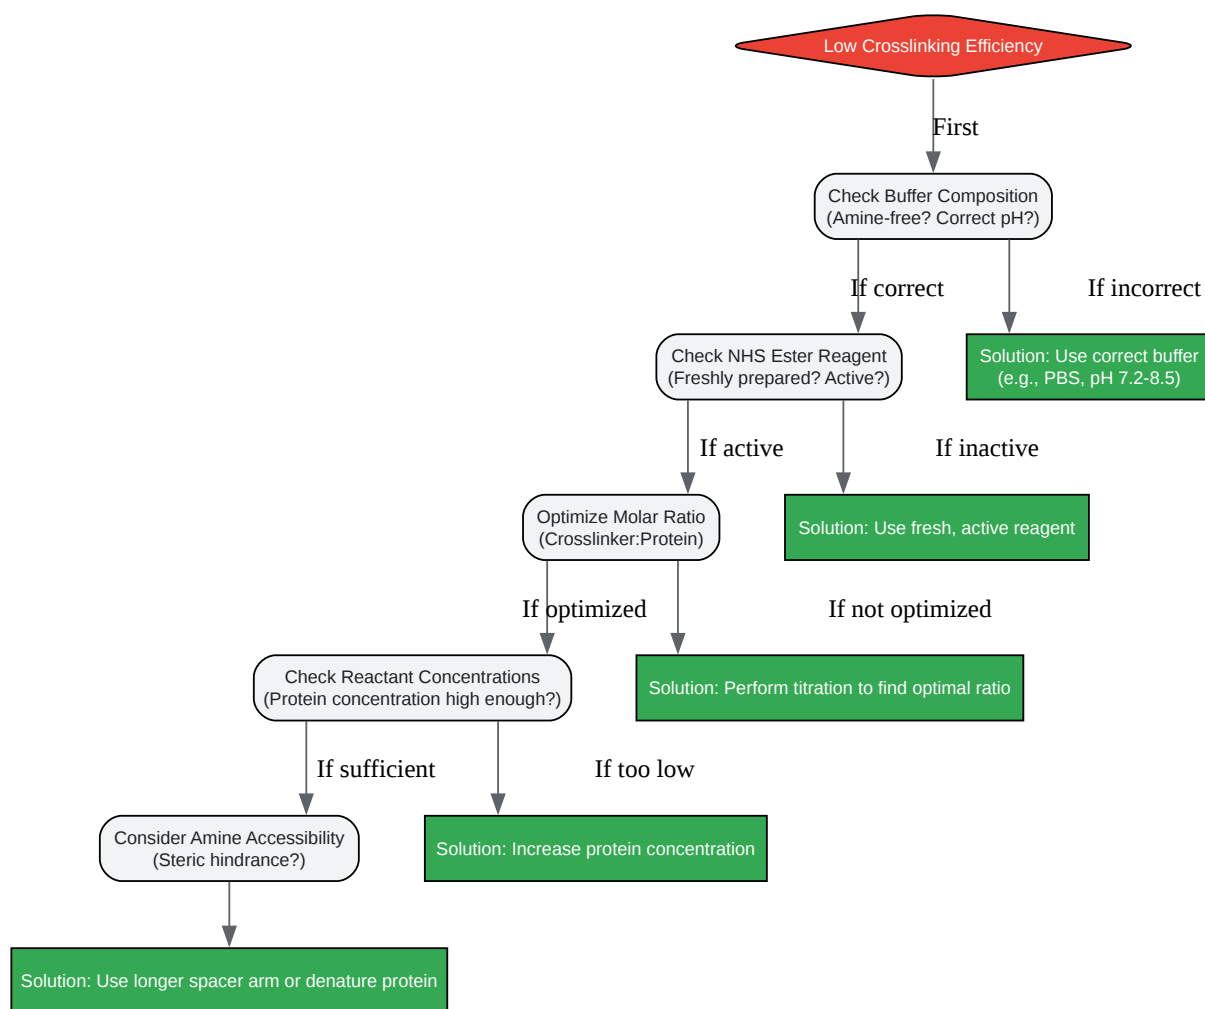 Low Crosslinking Efficiency
First
Check Buffer Composition
(Amine-free? Correct pH?)
If correct
If incorrect
Check NHS Ester Reagent
(Freshly prepared? Active?)
Solution: Use correct buffer
(e.g., PBS, pH 7.2-8.5)
If active
If inactive
Optimize Molar Ratio
(Crosslinker:Protein)
Solution: Use fresh, active reagent
If optimized
If not optimized
Check Reactant Concentrations
(Protein concentration high enough?)
Solution: Perform titration to find optimal ratio
If sufficient
If too low
Consider Amine Accessibility
(Steric hindrance?)
Solution: Increase protein concentration
Solution: Use longer spacer arm or denature protein